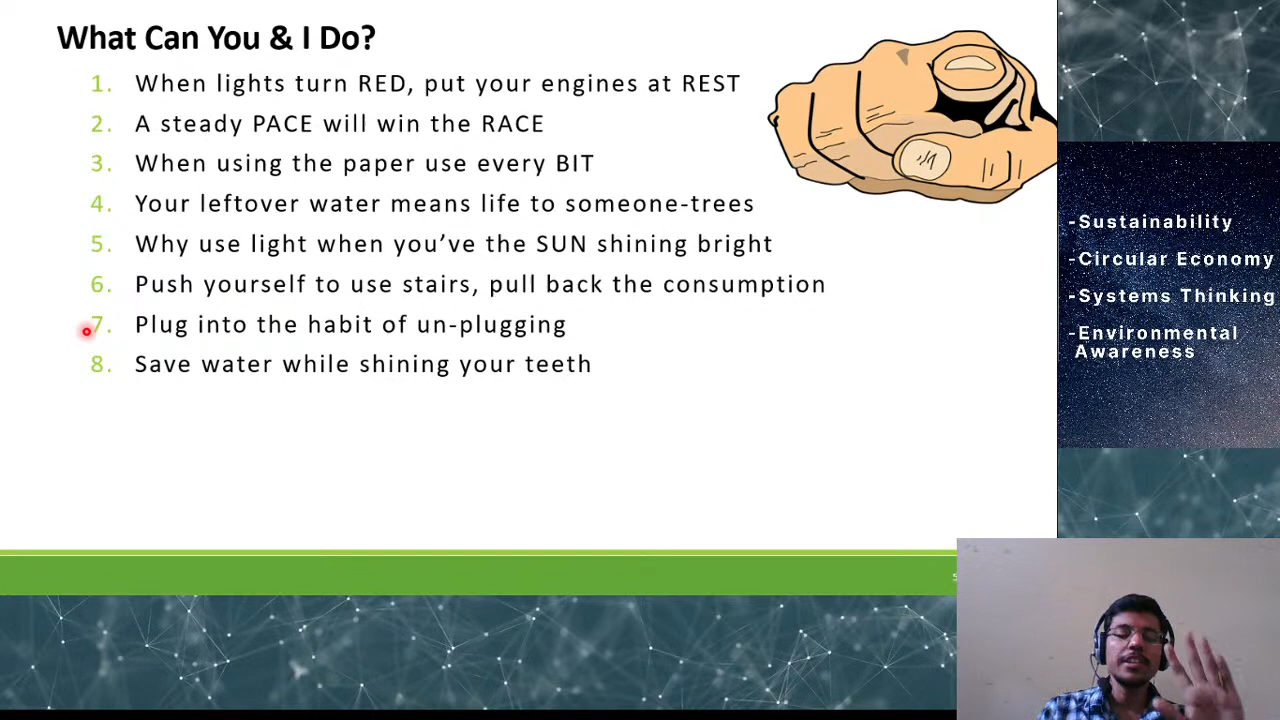 What Can You & I Do?
1. When lights turn RED, put your engines at REST
2. A steady PACE will win the RACE
3. When using the paper use every BIT
4. Your leftover water means life to someone-trees
5. Why use light when you've the SUN shining bright
6. Push yourself to use stairs, pull back the consumption
7. Plug into the habit of un-plugging
8. Save water while shining your teeth
-Sustainability
-Circular Economy
-Systems Thinking
-Environmental
Awareness